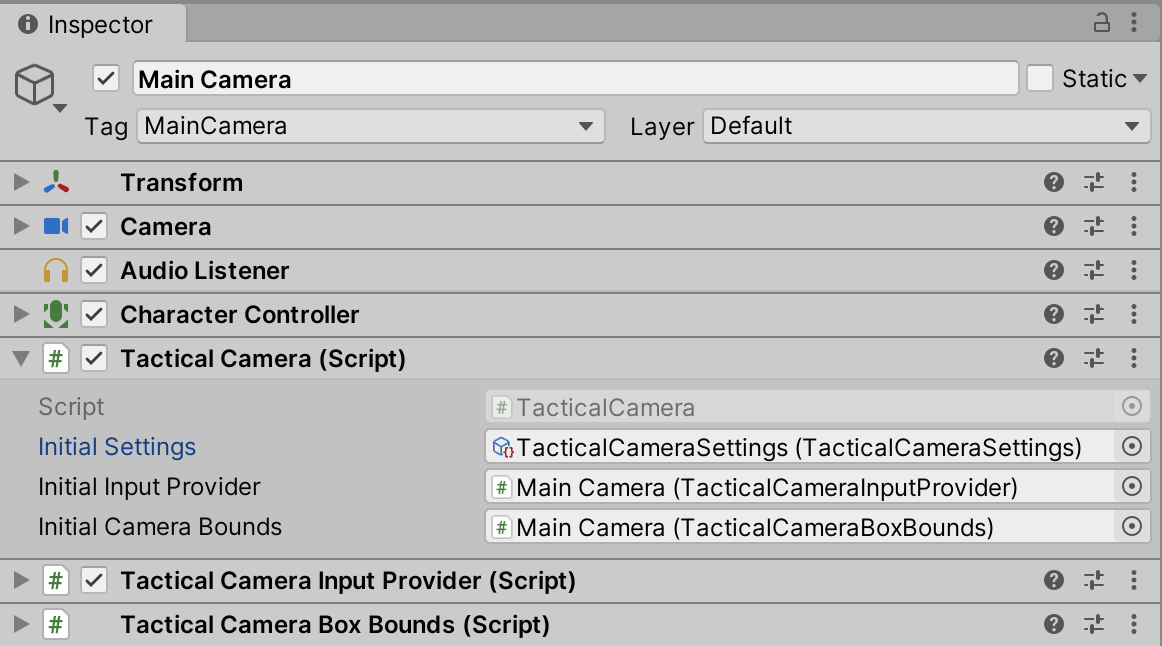 Inspector
Main Camera Static
Tag MainCamera Layer Default
Transform
Camera
Audio Listener
Character Controller
# Tactical Camera (Script)
Script # TacticalCamera
Initial Settings TacticalCameraSettings (TacticalCameraSettings)
Initial Input Provider # Main Camera (TacticalCameraInputProvider)
Initial Camera Bounds # Main Camera (TacticalCameraBoxBounds)
# Tactical Camera Input Provider (Script)
# Tactical Camera Box Bounds (Script)